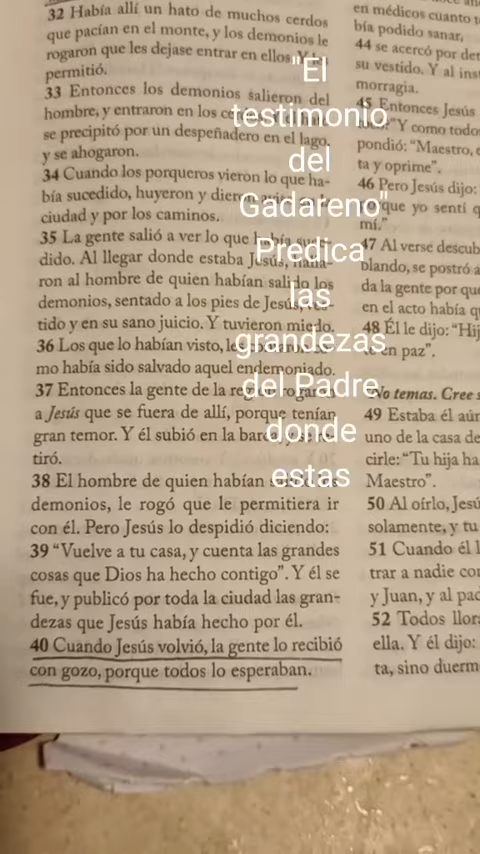 32 Había allí un hato de muchos cerdos
que pacían en el monte, y los demonios le
rogaron que les dejase entrar en ellos.
permitió.
33 Entonces los demonios salieron del
hombre, y entraron en los
se precipitó por un despeñadero en el lago,
y se ahogaron.
34 Cuando los porqueros vieron lo que ha-
bía sucedido, huyeron y dieron
ciudad y por los caminos.
35 La gente salió a ver lo que había suce-
dido. Al llegar donde estaba Jesús, halla-
ron al hombre de quien habían salido los
demonios, sentado a los pies de Jesús,
tido y en su sano juicio. Y tuvieron miedo.
36 Los que lo habían visto,
mo había sido salvado aquel endemoniado.
37 Entonces la gente de la región rogaron
a Jesús que se fuera de allí, porque tenían
gran temor. Y él subió en la barca, y se re-
tiró.
38 El hombre de quien habían
demonios, le rogó que le permitiera ir
con él. Pero Jesús lo despidió diciendo:
39 “Vuelve a tu casa, y cuenta las grandes
cosas que Dios ha hecho contigo”. Y él se
fue, y publicó por toda la ciudad las gran-
dezas que Jesús había hecho por él.
40 Cuando Jesús volvió, la gente lo recibió
con gozo, porque todos lo esperaban.
en médicos cuanto
bía podido sanar,
44 se acercó por
su vestido. Y al
morragia.
45 Entonces Jesús
“Y como todo
pondió: “Maestro,
ta y oprime”.
46 Pero Jesús dijo:
que yo sentí
mí.”
47 Al verse
blando, se postró a
da la gente por
en el acto había
48 Él le dijo:
en paz”.
No temas. Cree
49 Estaba él
uno de la casa de
cirle: “Tu hija ha
Maestro”.
50 Al oírlo,
solamente, y tu
51 Cuando él
trar a nadie
y Juan, y al
52 Todos
ella. Y él dijo:
ta, sino
"El
testimonio
del
Gadareno"
Predica
las
grandezas
del Padre
donde
estas